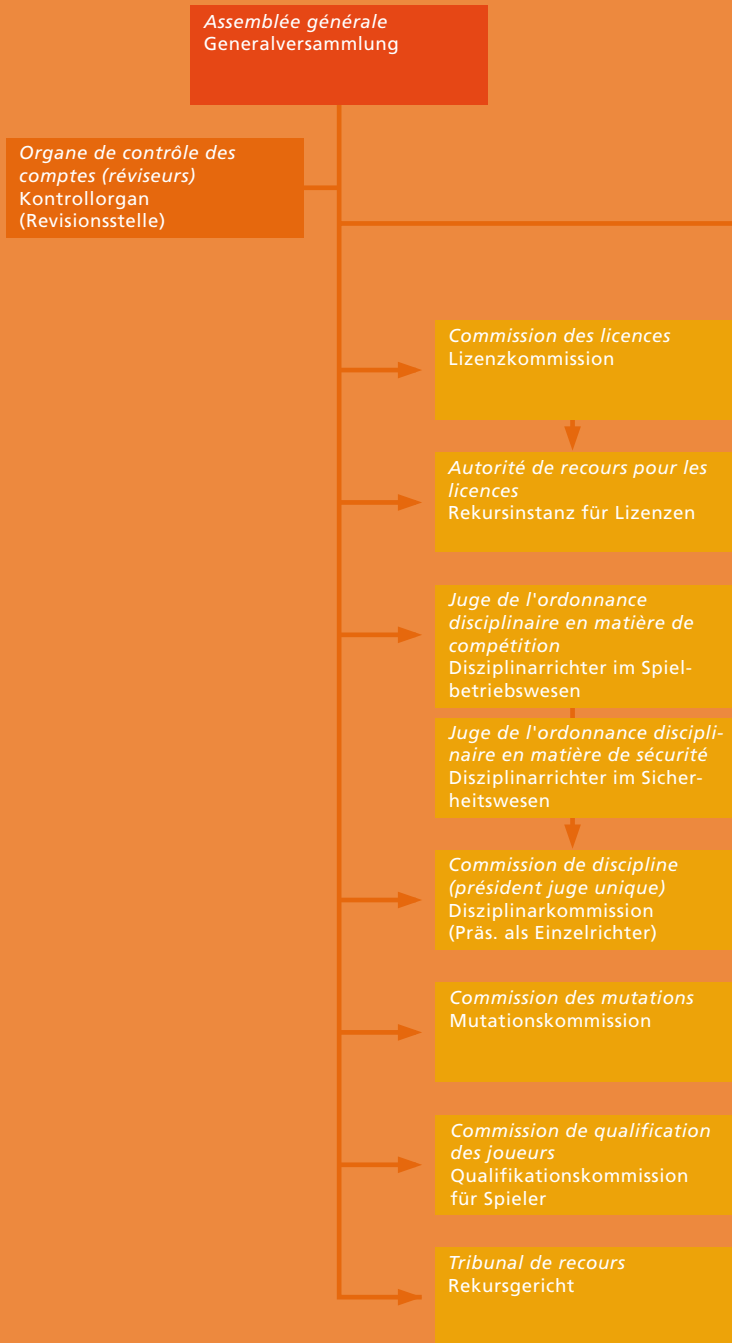 Assemblée générale
Generalversammlung
Organe de contrôle des
comptes (réviseurs)
Kontrollorgan
(Revisionsstelle)
Commission des licences
Lizenzkommission
Autorité de recours pour les
licences
Rekursinstanz für Lizenzen
Juge de l'ordonnance
disciplinaire en matière de
compétition
Disziplinarrichter im Spiel-
betriebswesen
Juge de l'ordonnance discipli-
naire en matière de sécurité
Disziplinarrichter im Sicher-
heitswesen
Commission de discipline
(président juge unique)
Disziplinarkommission
(Präs. als Einzelrichter)
Commission des mutations
Mutationskommission
Commission de qualification
des joueurs
Qualifikationskommission
für Spieler
Tribunal de recours
Rekursgericht